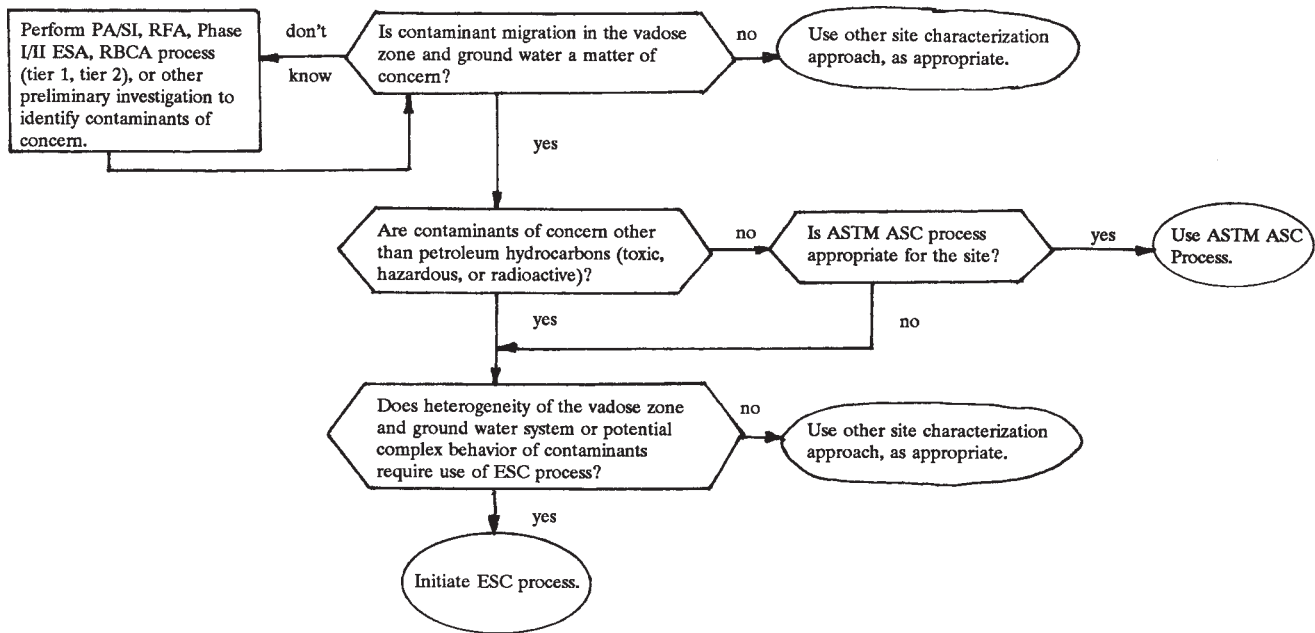 Perform PA/SI, RFA, Phase
I/II ESA, RBCA process
(tier 1, tier 2), or other
preliminary investigation to
identify contaminants of
concern.
don't
know
Is contaminant migration in the vadose
zone and ground water a matter of
concern?
no
Use other site characterization
approach, as appropriate.
yes
Are contaminants of concern other
than petroleum hydrocarbons (toxic,
hazardous, or radioactive)?
no
Is ASTM ASC process
appropriate for the site?
yes
Use ASTM ASC
Process.
yes
no
Does heterogeneity of the vadose zone
and ground water system or potential
complex behavior of contaminants
require use of ESC process?
no
Use other site characterization
approach, as appropriate.
yes
Initiate ESC process.